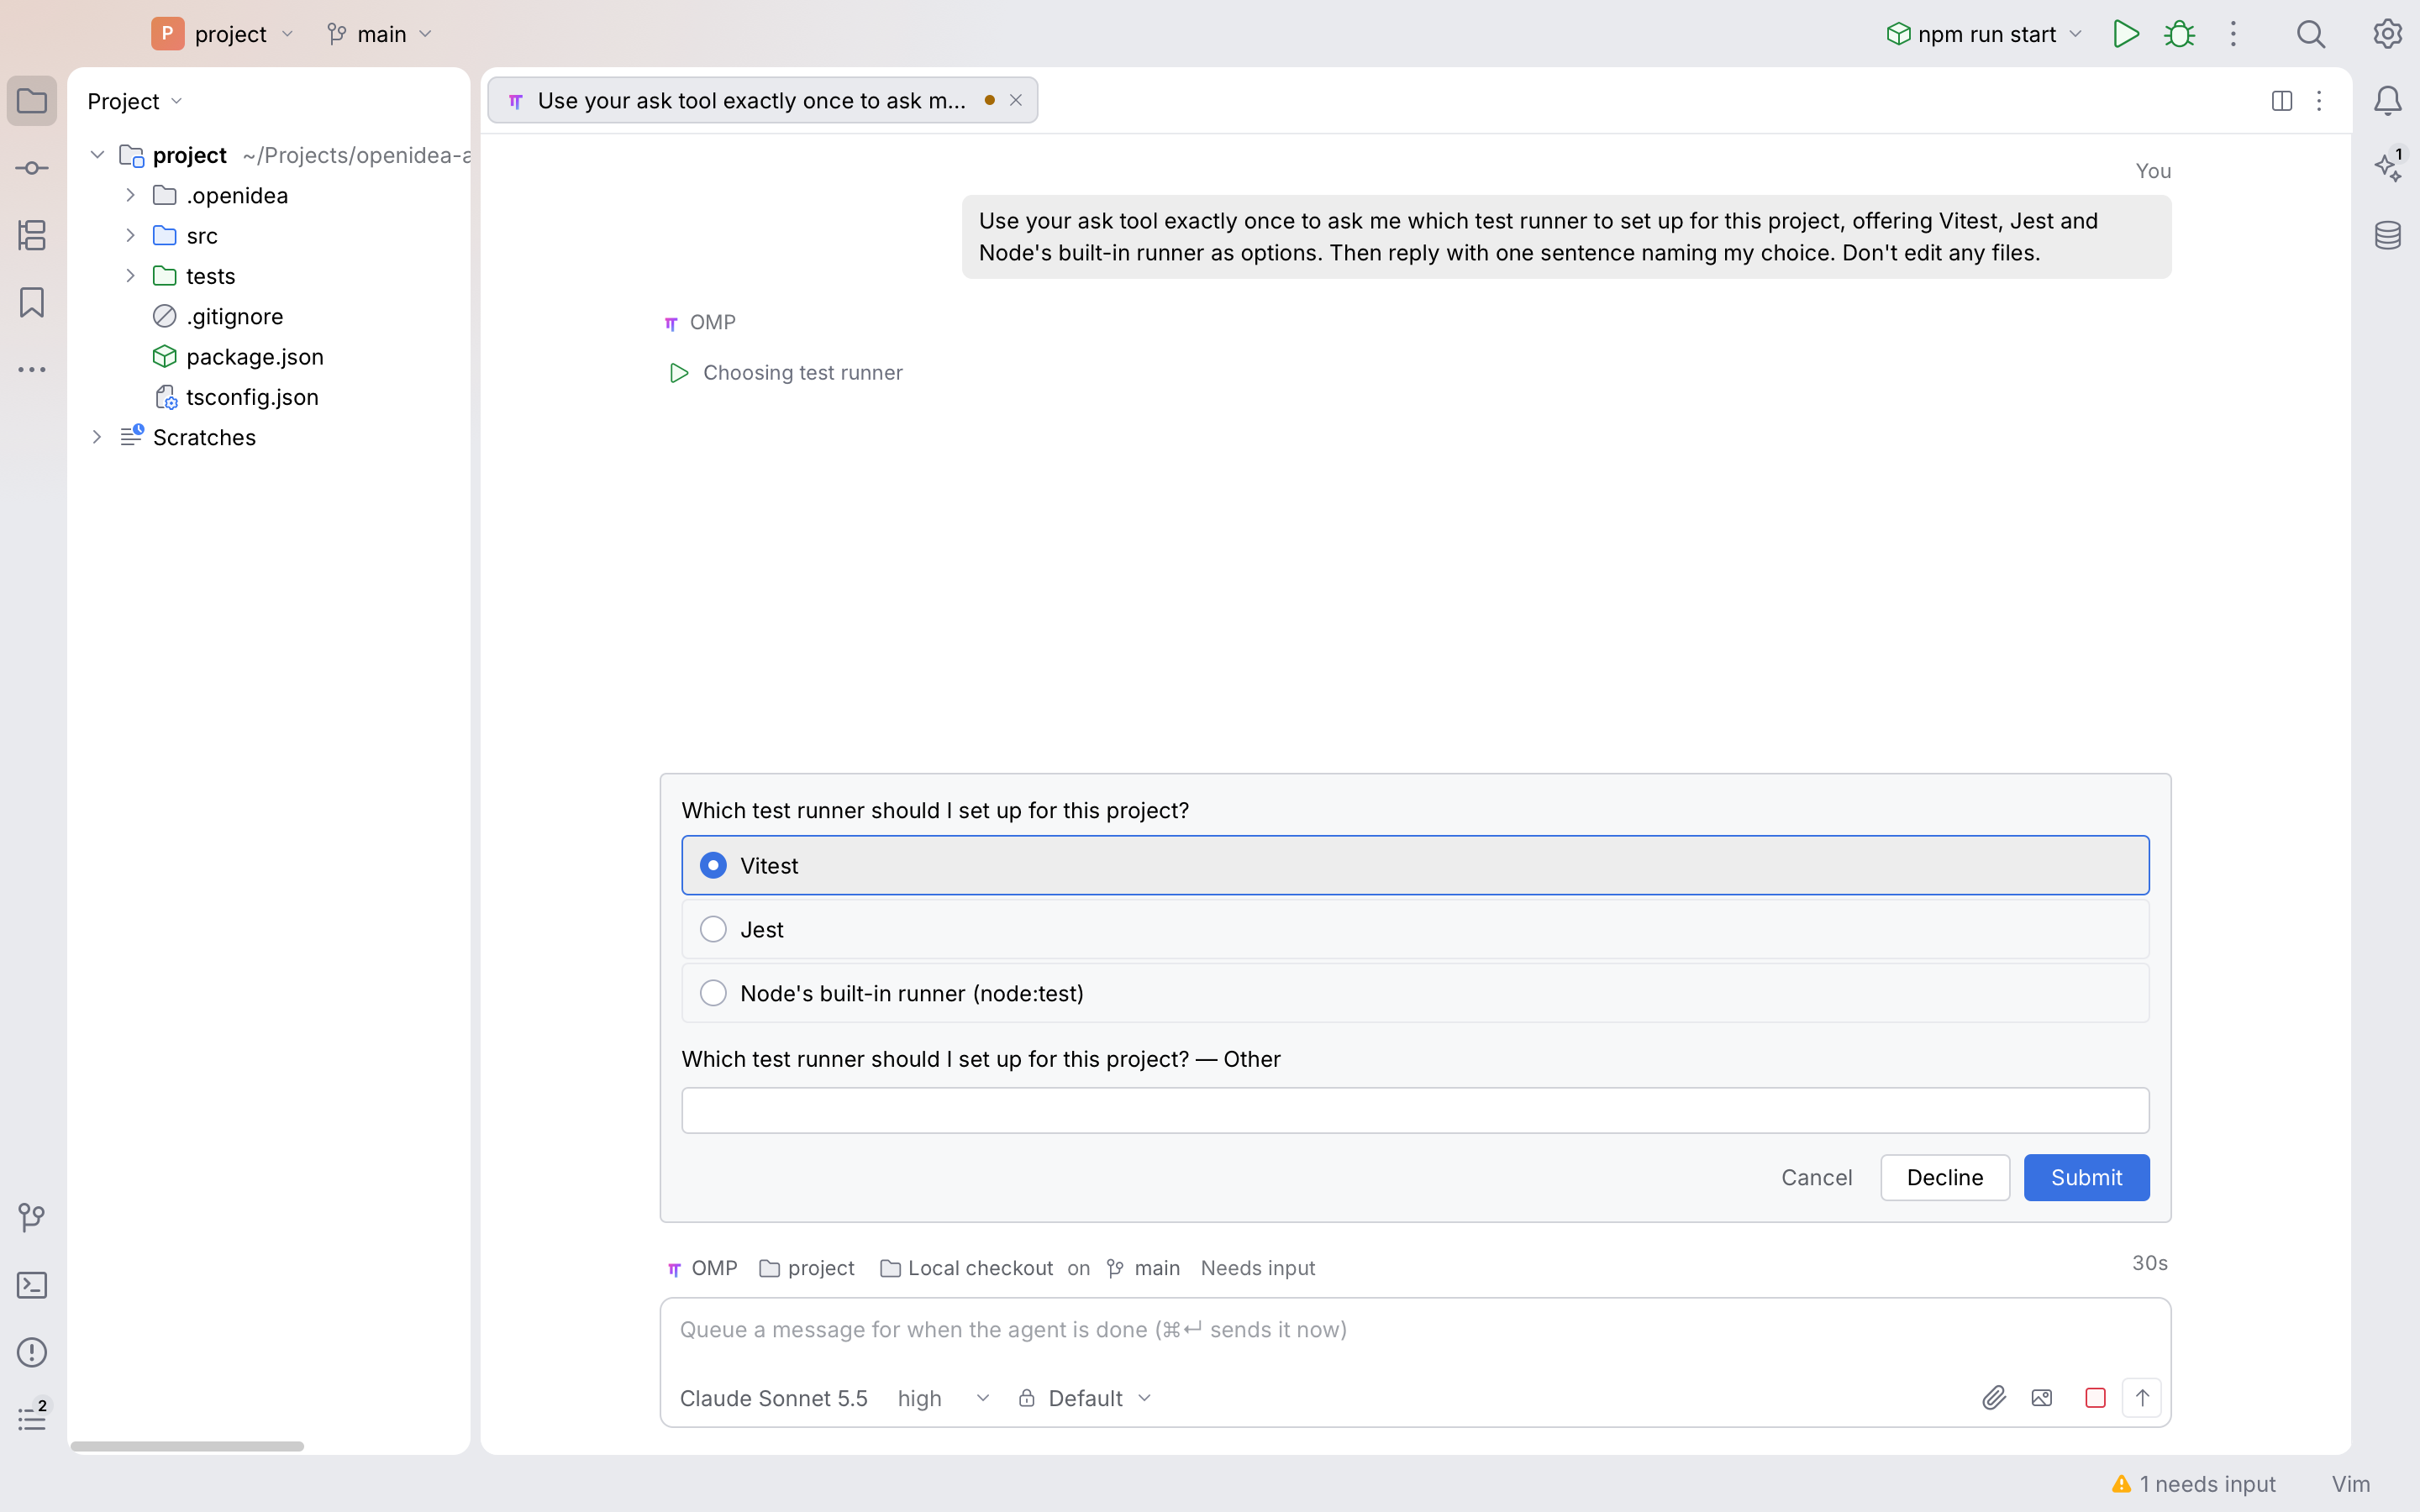 P project
main
npm run start
Project
Use your ask tool exactly once to ask m...
project ~/Projects/openidea-a
.openidea
src
tests
.gitignore
package.json
tsconfig.json
Scratches
1
You
Use your ask tool exactly once to ask me which test runner to set up for this project, offering Vitest, Jest and
Node's built-in runner as options. Then reply with one sentence naming my choice. Don't edit any files.
OMP
Choosing test runner
Which test runner should I set up for this project?
Vitest
Jest
Node's built-in runner (node:test)
Which test runner should I set up for this project? — Other
Cancel Decline Submit
OMP project Local checkout on main Needs input 30s
Queue a message for when the agent is done (⌘↵ sends it now)
Claude Sonnet 5.5 high Default
2
1 needs input Vim